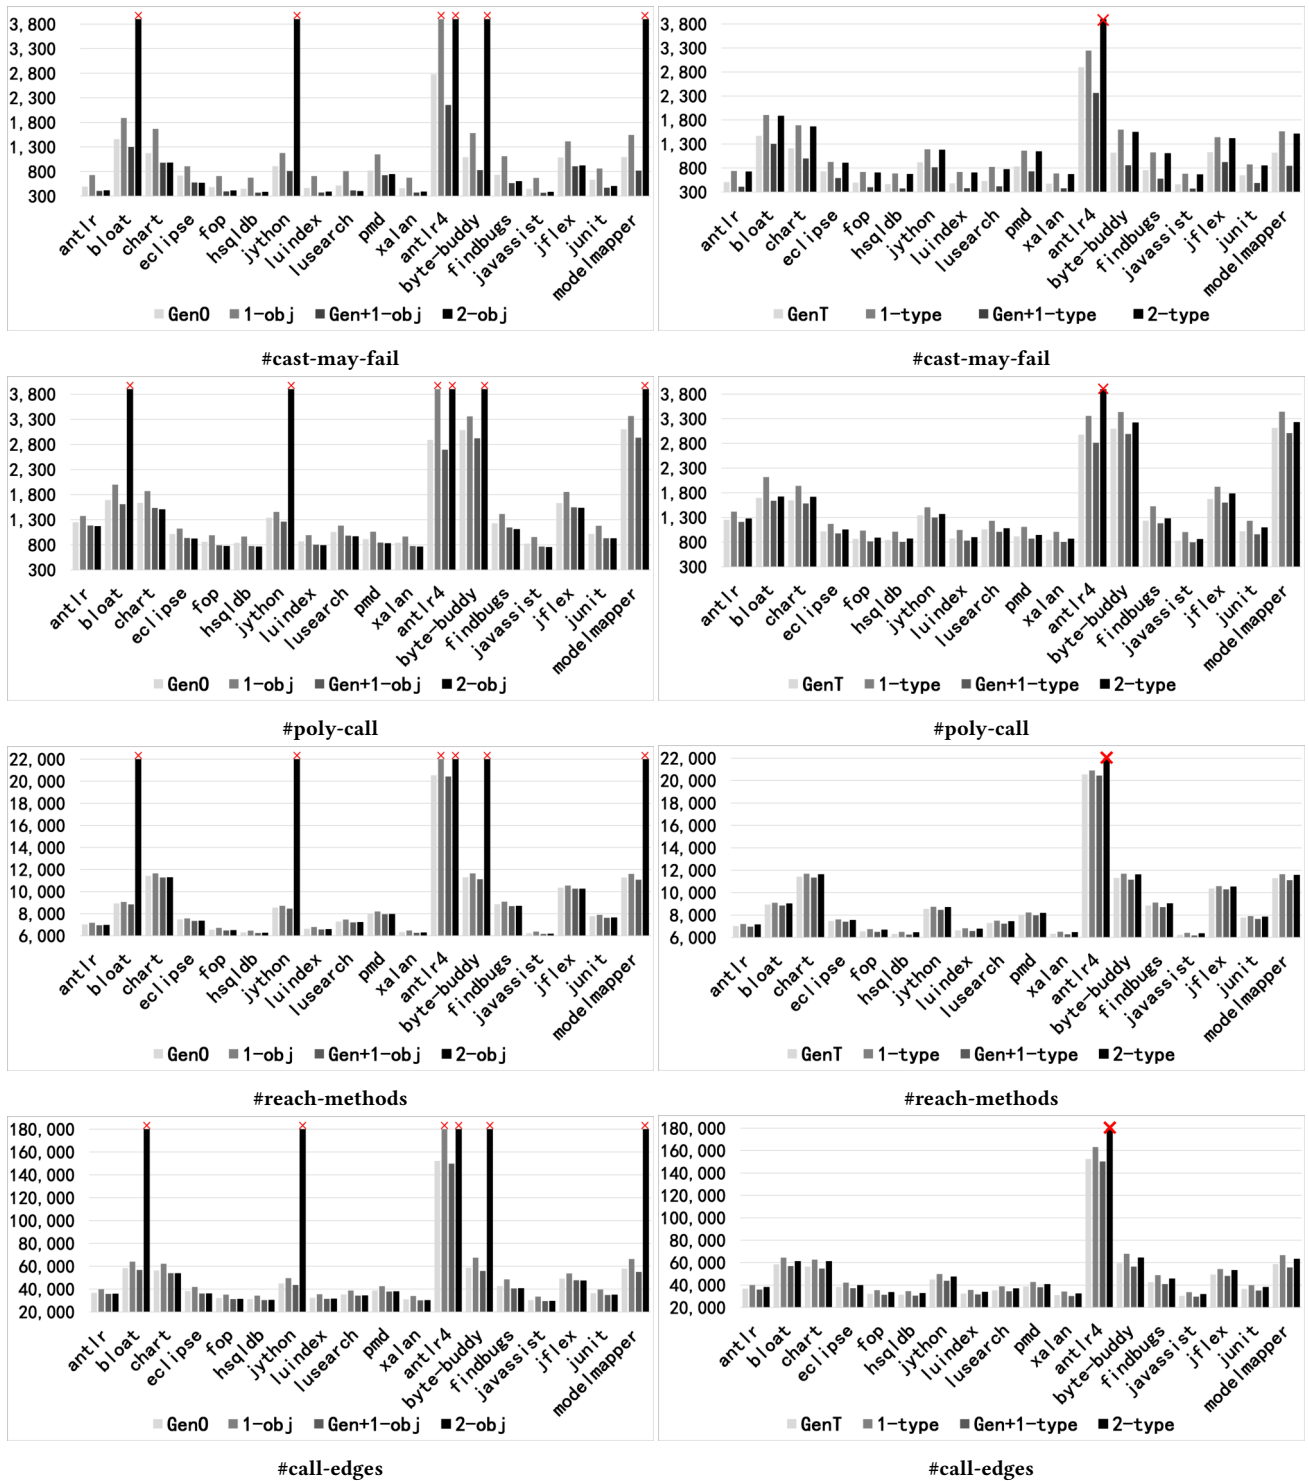 3,800
3,300
2,800
2,300
1,800
1,300
800
300
antlr
bloat
chart
eclipse
fop
hsqldb
jython
luindex
lusearch
pmd
xalan
antlr4
byte-buddy
findbugs
javassist
jflex
junit
modelmapper
GenO 1-obj Gen+1-obj 2-obj
#cast-may-fail
3,800
3,300
2,800
2,300
1,800
1,300
800
300
antlr
bloat
chart
eclipse
fop
hsqldb
jython
luindex
lusearch
pmd
xalan
antlr4
byte-buddy
findbugs
javassist
jflex
junit
modelmapper
GenT 1-type Gen+1-type 2-type
#cast-may-fail
3,800
3,300
2,800
2,300
1,800
1,300
800
300
antlr
bloat
chart
eclipse
fop
hsqldb
jython
luindex
lusearch
pmd
xalan
antlr4
byte-buddy
findbugs
javassist
jflex
junit
modelmapper
GenO 1-obj Gen+1-obj 2-obj
#poly-call
3,800
3,300
2,800
2,300
1,800
1,300
800
300
antlr
bloat
chart
eclipse
fop
hsqldb
jython
luindex
lusearch
pmd
xalan
antlr4
byte-buddy
findbugs
javassist
jflex
junit
modelmapper
GenT 1-type Gen+1-type 2-type
#poly-call
22,000
20,000
18,000
16,000
14,000
12,000
10,000
8,000
6,000
antlr
bloat
chart
eclipse
fop
hsqldb
jython
luindex
lusearch
pmd
xalan
antlr4
byte-buddy
findbugs
javassist
jflex
junit
modelmapper
GenO 1-obj Gen+1-obj 2-obj
#reach-methods
22,000
20,000
18,000
16,000
14,000
12,000
10,000
8,000
6,000
antlr
bloat
chart
eclipse
fop
hsqldb
jython
luindex
lusearch
pmd
xalan
antlr4
byte-buddy
findbugs
javassist
jflex
junit
modelmapper
GenT 1-type Gen+1-type 2-type
#reach-methods
180,000
160,000
140,000
120,000
100,000
80,000
60,000
40,000
20,000
antlr
bloat
chart
eclipse
fop
hsqldb
jython
luindex
lusearch
pmd
xalan
antlr4
byte-buddy
findbugs
javassist
jflex
junit
modelmapper
GenO 1-obj Gen+1-obj 2-obj
#call-edges
180,000
160,000
140,000
120,000
100,000
80,000
60,000
40,000
20,000
antlr
bloat
chart
eclipse
fop
hsqldb
jython
luindex
lusearch
pmd
xalan
antlr4
byte-buddy
findbugs
javassist
jflex
junit
modelmapper
GenT 1-type Gen+1-type 2-type
#call-edges